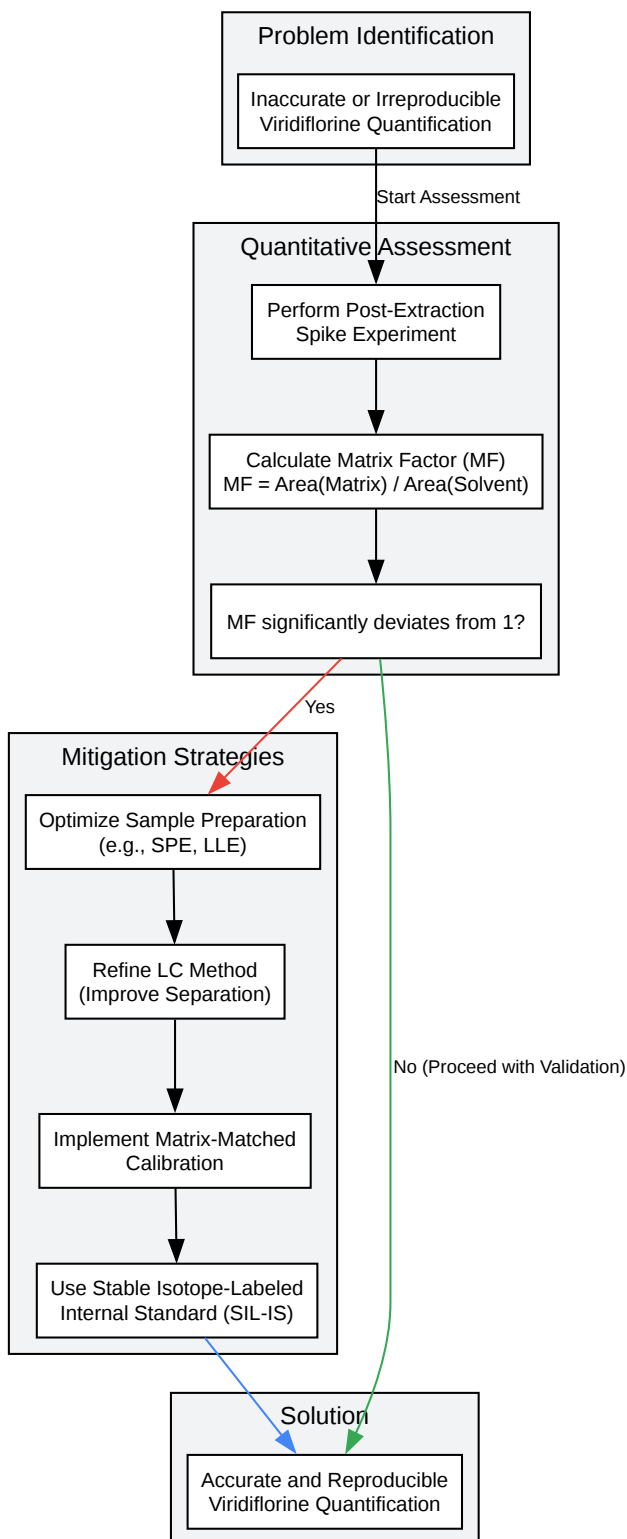 Problem Identification
Inaccurate or Irreproducible
Viridiflorine Quantification
Start Assessment
Quantitative Assessment
Perform Post-Extraction
Spike Experiment
Calculate Matrix Factor (MF)
MF = Area(Matrix) / Area(Solvent)
MF significantly deviates from 1?
Yes
Mitigation Strategies
Optimize Sample Preparation
(e.g., SPE, LLE)
Refine LC Method
(Improve Separation)
No (Proceed with Validation)
Implement Matrix-Matched
Calibration
Use Stable Isotope-Labeled
Internal Standard (SIL-IS)
Solution
Accurate and Reproducible
Viridiflorine Quantification